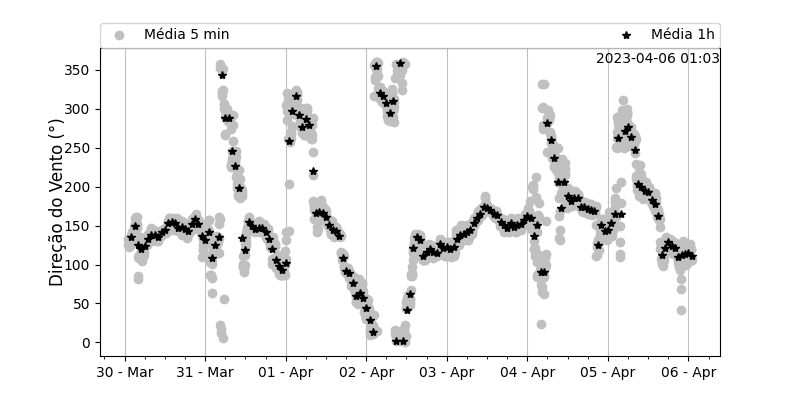 Média 5 min
Média 1h
2023-04-06 01:03
Direção do Vento (°)
350
300
250
200
150
100
50
0
30 - Mar
31 - Mar
01 - Apr
02 - Apr
03 - Apr
04 - Apr
05 - Apr
06 - Apr